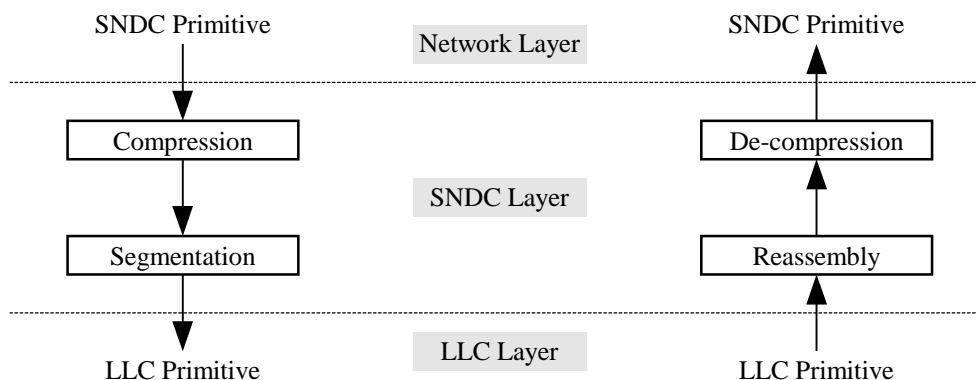 SNDC Primitive
Network Layer
SNDC Primitive
Compression
De-compression
SNDC Layer
Segmentation
Reassembly
LLC Primitive
LLC Layer
LLC Primitive